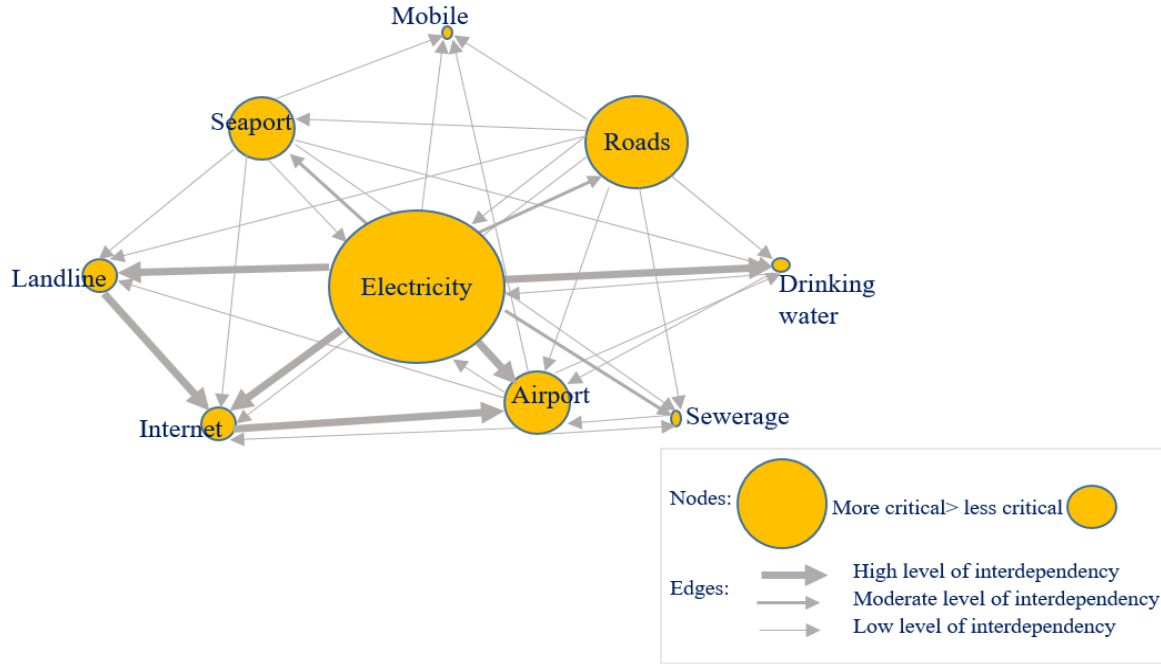 Mobile
Seaport
Roads
Landline
Electricity
Drinking
water
Airport
Internet
Sewerage
Nodes:
More critical> less critical
Edges:
High level of interdependency
Moderate level of interdependency
Low level of interdependency